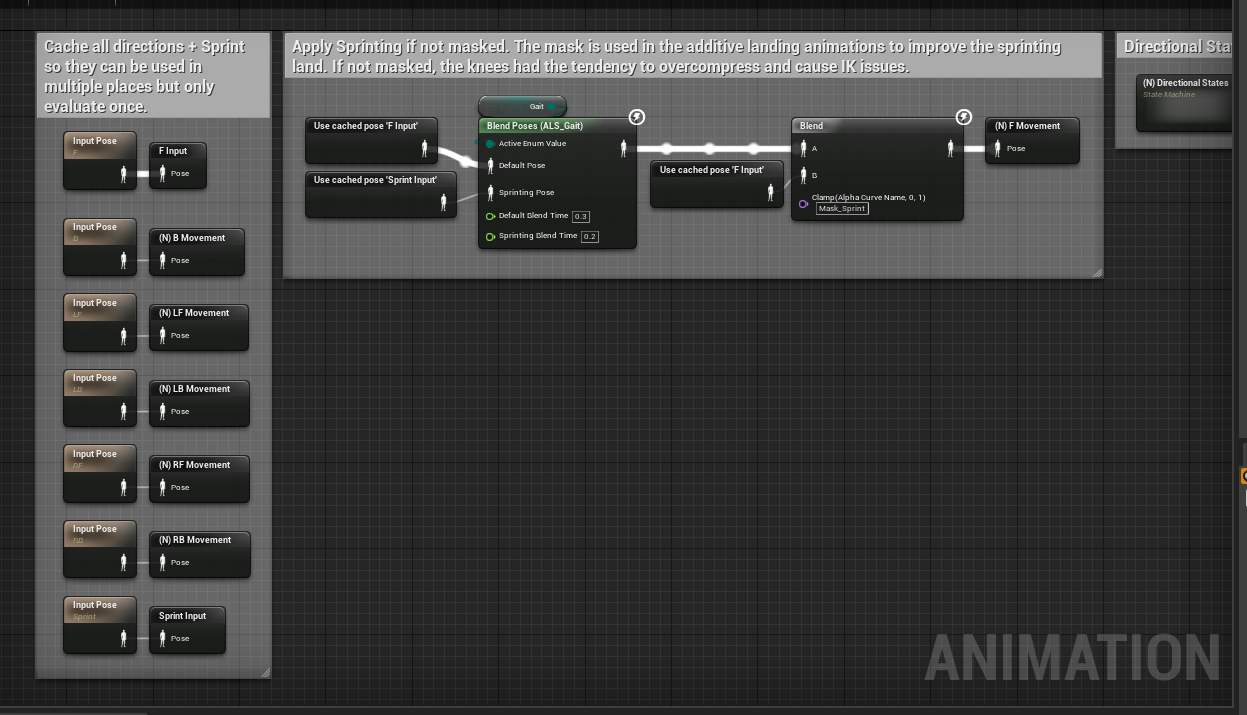 Cache all directions + Sprint
so they can be used in
multiple places but only
evaluate once.
Input Pose
F
F Input
Pose
Input Pose
B
(N) B Movement
Pose
Input Pose
LF
(N) LF Movement
Pose
Input Pose
LB
(N) LB Movement
Pose
Input Pose
RF
(N) RF Movement
Pose
Input Pose
RB
(N) RB Movement
Pose
Input Pose
Sprint
Sprint Input
Pose
Apply Sprinting if not masked. The mask is used in the additive landing animations to improve the sprinting
land. If not masked, the knees had the tendency to overcompress and cause IK issues.
Gait
Use cached pose 'F Input'
Use cached pose 'Sprint Input'
Blend Poses (ALS_Gait)
Active Enum Value
Default Pose
Sprinting Pose
Default Blend Time 0.3
Sprinting Blend Time 0.2
Use cached pose 'F Input'
Blend
A
B
Clamp(Alpha Curve Name, 0, 1)
Mask_Sprint
(N) F Movement
Pose
Directional
(N) Directional States
State Machine
ANIMATION